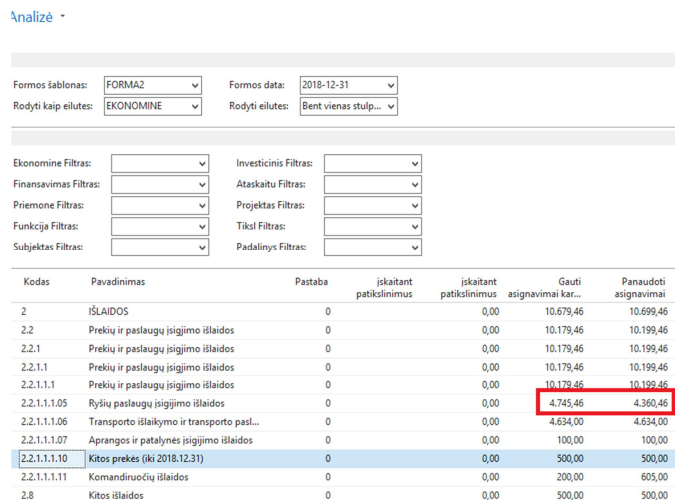 Analizė
Formos šablonas: FORMA2 Formos data: 2018-12-31
Rodyti kaip eilutes: EKONOMINE Rodyti eilutes: Bent vienas stulp...
Ekonomine Filtras: Investicinis Filtras:
Finansavimas Filtras: Ataskaitu Filtras:
Priemone Filtras: Projektas Filtras:
Funkcija Filtras: Tiksl Filtras:
Subjektas Filtras: Padalinys Filtras:
Kodas Pavadinimas Pastaba įskaitant įskaitant Gauti Panaudoti
patikslinimus patikslinimus asignavimai kar... asignavimai
2 IŠLAIDOS 0 0,00 10.679,46 10.699,46
2.2 Prekių ir paslaugų įsigijimo išlaidos 0 0,00 10.179,46 10.199,46
2.2.1 Prekių ir paslaugų įsigijimo išlaidos 0 0,00 10.179,46 10.199,46
2.2.1.1 Prekių ir paslaugų įsigijimo išlaidos 0 0,00 10.179,46 10.199,46
2.2.1.1.1 Prekių ir paslaugų įsigijimo išlaidos 0 0,00 10.179,46 10.199,46
2.2.1.1.1.05 Ryšių paslaugų įsigijimo išlaidos 0 0,00 4.745,46 4.360,46
2.2.1.1.1.06 Transporto išlaikymo ir transporto pasl... 0 0,00 4.634,00 4.634,00
2.2.1.1.1.07 Aprangos ir patalynės įsigijimo išlaidos 0 0,00 100,00 100,00
2.2.1.1.1.10 Kitos prekės (iki 2018.12.31) 0 0,00 500,00 500,00
2.2.1.1.1.11 Komandiruočių išlaidos 0 0,00 200,00 605,00
2.8 Kitos išlaidos 0 0,00 500,00 500,00